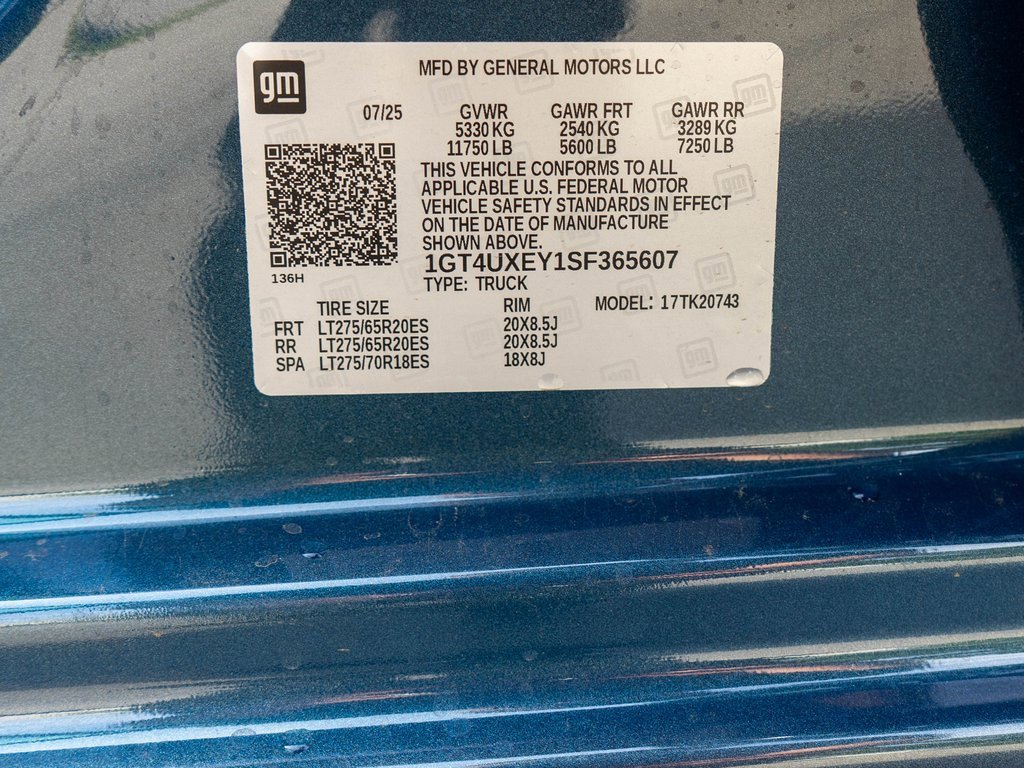 gm
MFD BY GENERAL MOTORS LLC
07/25 GVWR GAWR FRT GAWR RR
5330 KG 2540 KG 3289 KG
11750 LB 5600 LB 7250 LB
THIS VEHICLE CONFORMS TO ALL
APPLICABLE U.S. FEDERAL MOTOR
VEHICLE SAFETY STANDARDS IN EFFECT
ON THE DATE OF MANUFACTURE
SHOWN ABOVE.
136H
1GT4UXEY1SF365607
TYPE: TRUCK
TIRE SIZE RIM MODEL: 17TK20743
FRT LT275/65R20ES 20X8.5J
RR LT275/65R20ES 20X8.5J
SPA LT275/70R18ES 18X8J